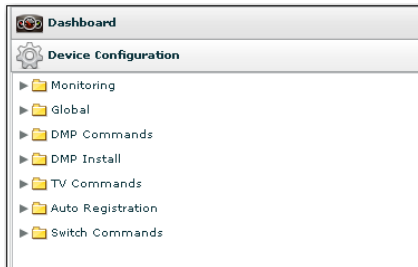 Dashboard
Device Configuration
Monitoring
Global
DMP Commands
DMP Install
TV Commands
Auto Registration
Switch Commands